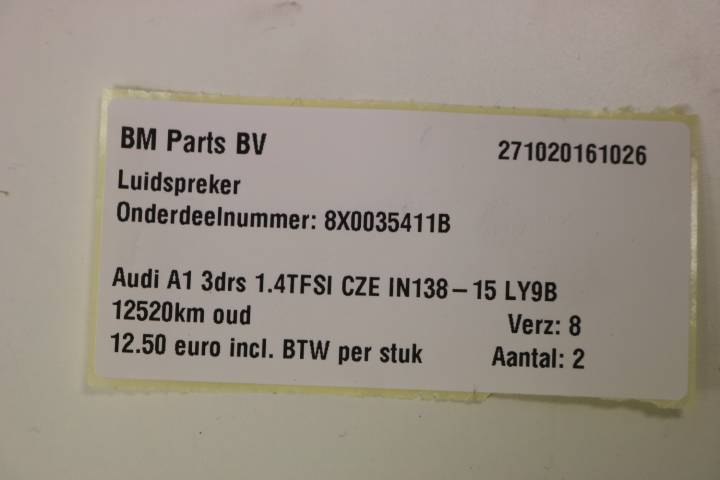 BM Parts BV 271020161026
Luidspreker
Onderdeelnummer: 8X0035411B
Audi A1 3drs 1.4TFSI CZE IN138-15 LY9B
12520km oud Verz: 8
12.50 euro incl. BTW per stuk Aantal: 2